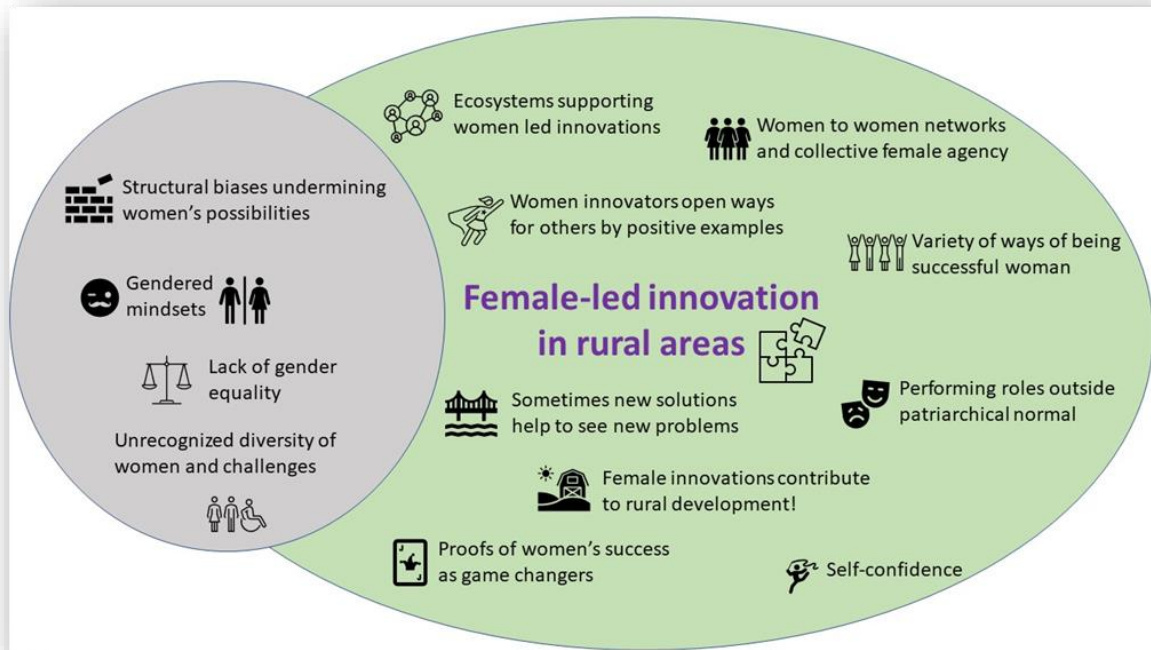 Structural biases undermining
women's possibilities
Gendered
mindsets
Lack of gender
equality
Unrecognized diversity of
women and challenges
Ecosystems supporting
women led innovations
Women to women networks
and collective female agency
Women innovators open ways
for others by positive examples
Variety of ways of being
successful woman
Female-led innovation
in rural areas
Sometimes new solutions
help to see new problems
Performing roles outside
patriarchical normal
Female innovations contribute
to rural development!
Proofs of women's success
as game changers
Self-confidence